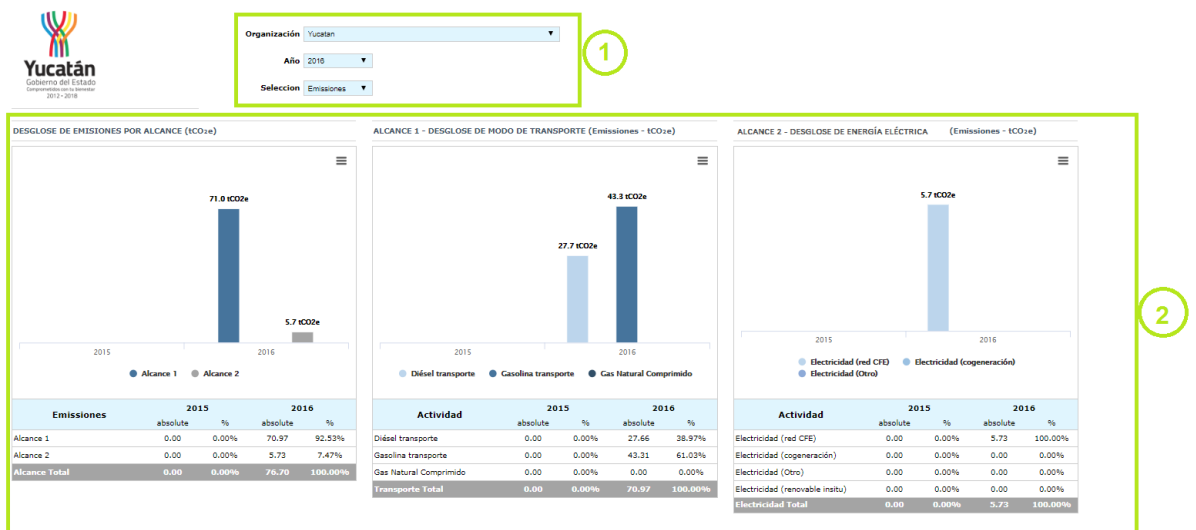 Yucatán
Gobierno del Estado
Comprometidos con tu bienestar
2012 - 2018
Organización Yucatan
Año 2016
Seleccion Emissiones
1
DESGLOSE DE EMISIONES POR ALCANCE (tCO2e)
71.0 tCO2e
5.7 tCO2e
2015 2016
Alcance 1 Alcance 2
Emissiones 2015 2016
absolute % absolute %
Alcance 1 0.00 0.00% 70.97 92.53%
Alcance 2 0.00 0.00% 5.73 7.47%
Alcance Total 0.00 0.00% 76.70 100.00%
ALCANCE 1 - DESGLOSE DE MODO DE TRANSPORTE (Emissiones - tCO2e)
43.3 tCO2e
27.7 tCO2e
2015 2016
Diésel transporte Gasolina transporte Gas Natural Comprimido
Actividad 2015 2016
absolute % absolute %
Diésel transporte 0.00 0.00% 27.66 38.97%
Gasolina transporte 0.00 0.00% 43.31 61.03%
Gas Natural Comprimido 0.00 0.00% 0.00 0.00%
Transporte Total 0.00 0.00% 70.97 100.00%
ALCANCE 2 - DESGLOSE DE ENERGÍA ELÉCTRICA (Emissiones - tCO2e)
5.7 tCO2e
2015 2016
Electricidad (red CFE) Electricidad (cogeneración)
Electricidad (Otro)
Actividad 2015 2016
absolute % absolute %
Electricidad (red CFE) 0.00 0.00% 5.73 100.00%
Electricidad (cogeneración) 0.00 0.00% 0.00 0.00%
Electricidad (Otro) 0.00 0.00% 0.00 0.00%
Electricidad (renovable insitu) 0.00 0.00% 0.00 0.00%
Electricidad Total 0.00 0.00% 5.73 100.00%
2